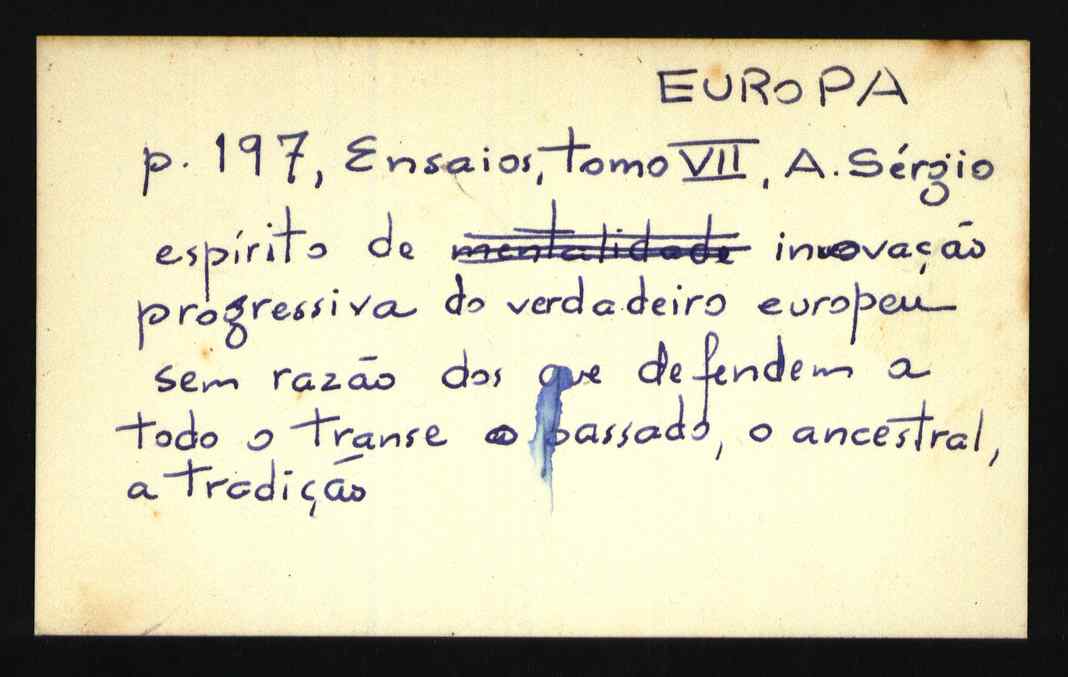 EUROPA
p. 197, Ensaios, tomo VII, A. Sérgio
espírito de mentalidade inovação
progressiva do verdadeiro europeu
sem razão dos que defendem a
todo o transe o passado, o ancestral,
a tradição